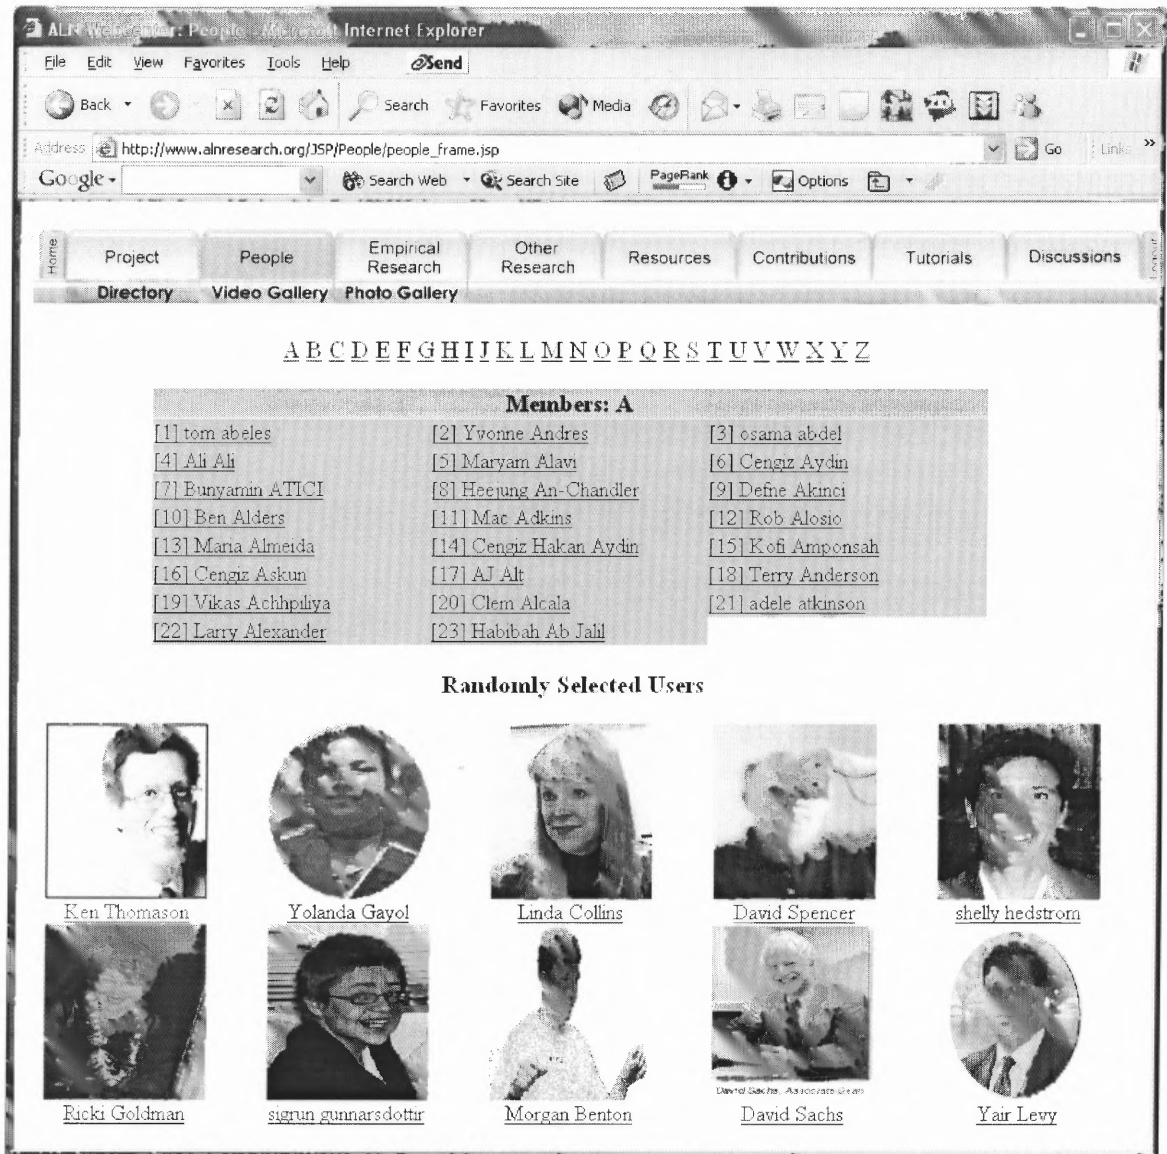 ALN WebCenter: People - Microsoft Internet Explorer
File Edit View Favorites Tools Help Send
Back Search Favorites Media
Address http://www.alnresearch.org/JSP/People/people_frame.jsp Go Links »
Google Search Web Search Site PageRank Options
Home Project People Empirical Research Other Research Resources Contributions Tutorials Discussions Logout
Directory Video Gallery Photo Gallery
A B C D E F G H I J K L M N O P Q R S T U V W X Y Z
Members: A
[1] tom abeles [2] Yvonne Andres [3] osama abdel
[4] Ali Ali [5] Maryam Alavi [6] Cengiz Aydin
[7] Bunyamin ATICI [8] Heejung An-Chandler [9] Defne Akinci
[10] Ben Alders [11] Mac Adkins [12] Rob Alosio
[13] Maria Almeida [14] Cengiz Hakan Aydin [15] Kofi Amponsah
[16] Cengiz Askun [17] AJ Alt [18] Terry Anderson
[19] Vikas Achhpiliya [20] Clem Alcala [21] adele atkinson
[22] Larry Alexander [23] Habibah Ab Jalil
Randomly Selected Users
Ken Thomason Yolanda Gayol Linda Collins David Spencer shelly hedstrom
David Sachs, Associate Dean
Ricki Goldman sigrun gunnarsdottir Morgan Benton David Sachs Yair Levy